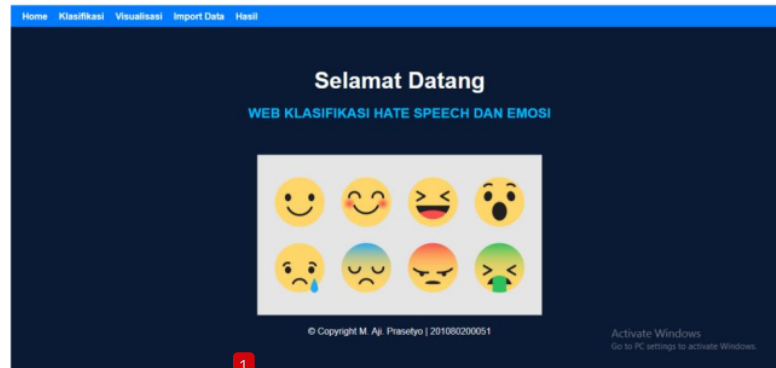 Home Klasifikasi Visualisasi Import Data Hasil
Selamat Datang
WEB KLASIFIKASI HATE SPEECH DAN EMOSI
© Copyright M. Aji. Prasetyo | 201080200051
Activate Windows
Go to PC settings to activate Windows.
1